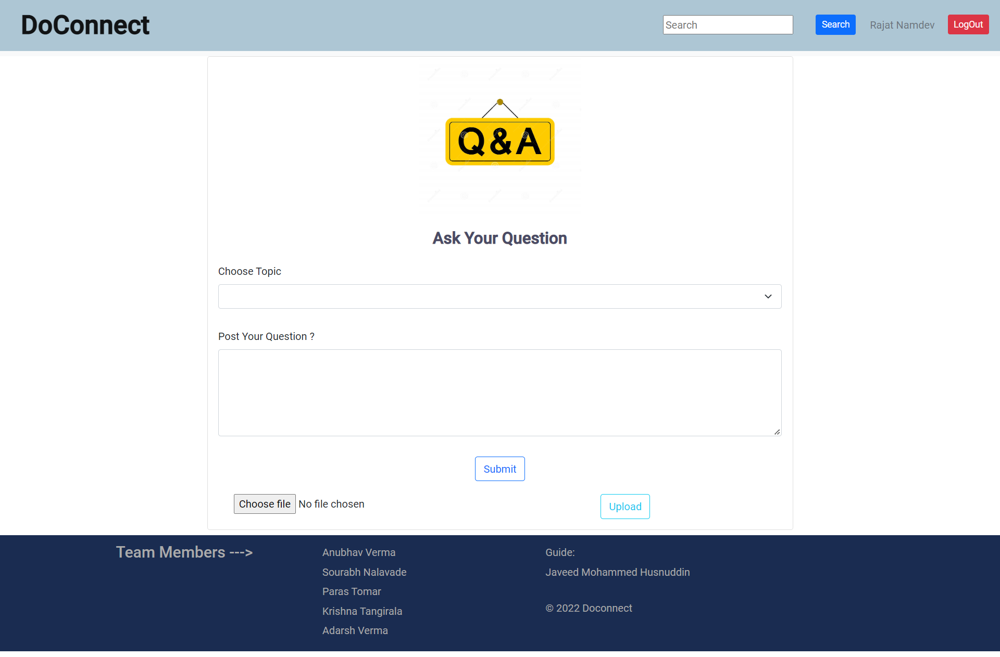 DoConnect
Search
Search
Rajat Namdev
LogOut
Q&A
Ask Your Question
Choose Topic
Post Your Question ?
Submit
Choose file No file chosen
Upload
Team Members --->
Anubhav Verma
Sourabh Nalavade
Paras Tomar
Krishna Tangirala
Adarsh Verma
Guide:
Javeed Mohammed Husnuddin
© 2022 Doconnect